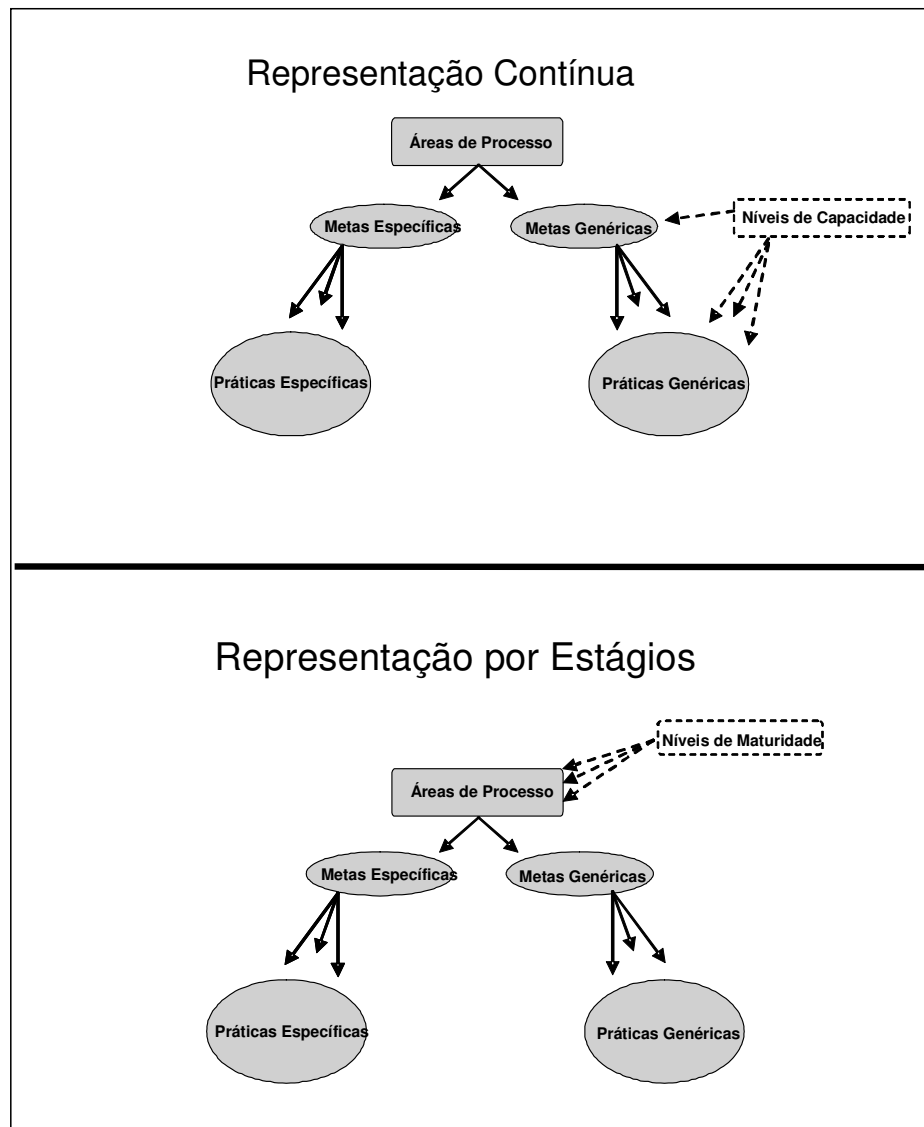 Representação Contínua
Áreas de Processo
Metas Específicas
Metas Genéricas
Níveis de Capacidade
Práticas Específicas
Práticas Genéricas
Representação por Estágios
Níveis de Maturidade
Áreas de Processo
Metas Específicas
Metas Genéricas
Práticas Específicas
Práticas Genéricas